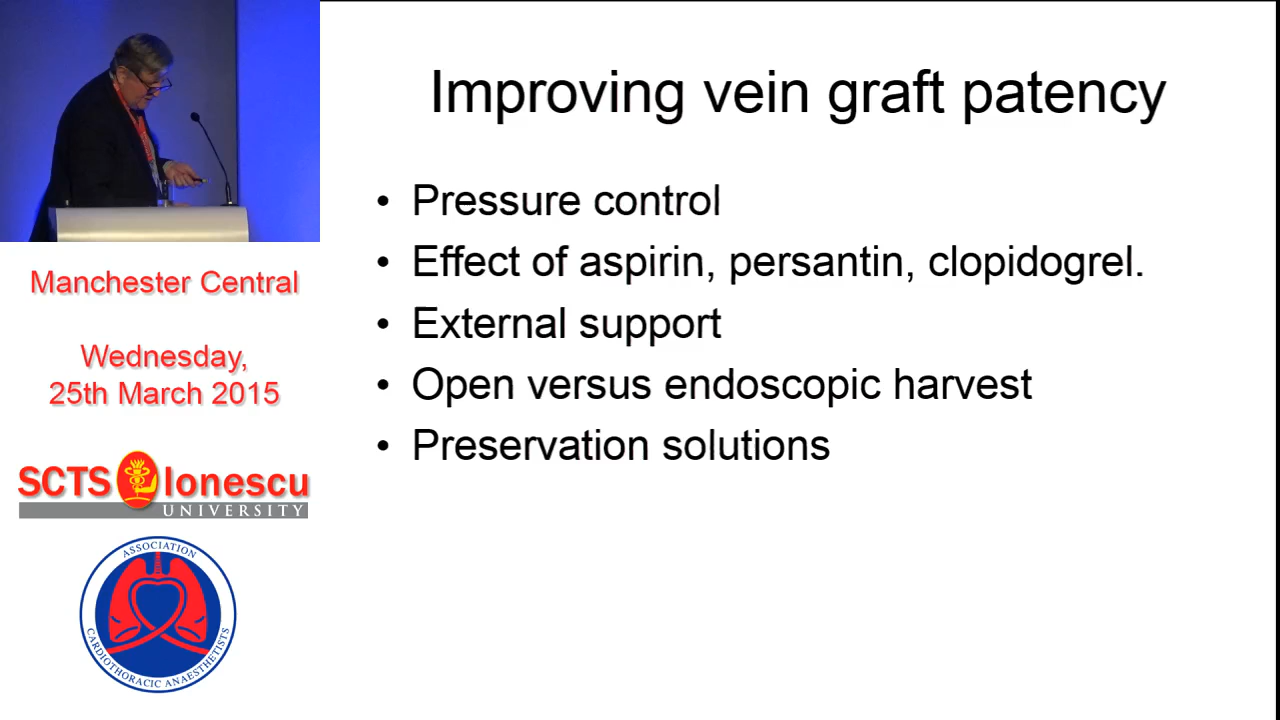 Improving vein graft patency
• Pressure control
• Effect of aspirin, persantin, clopidogrel.
• External support
• Open versus endoscopic harvest
• Preservation solutions
Manchester Central
Wednesday,
25th March 2015
SCTS Ionescu
UNIVERSITY
ASSOCIATION
CARDIOTHORACIC ANAESTHETISTS